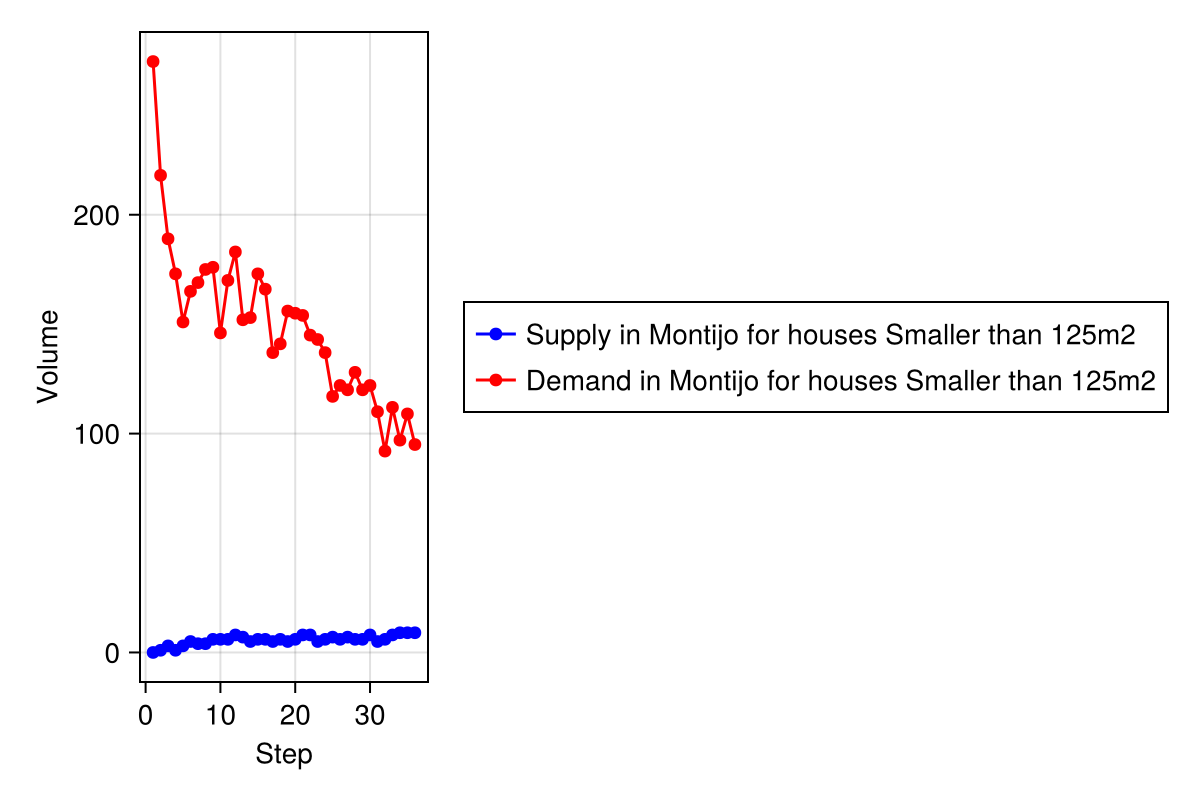 Volume
200
100
0
0 10 20 30
Step
Supply in Montijo for houses Smaller than 125m2
Demand in Montijo for houses Smaller than 125m2